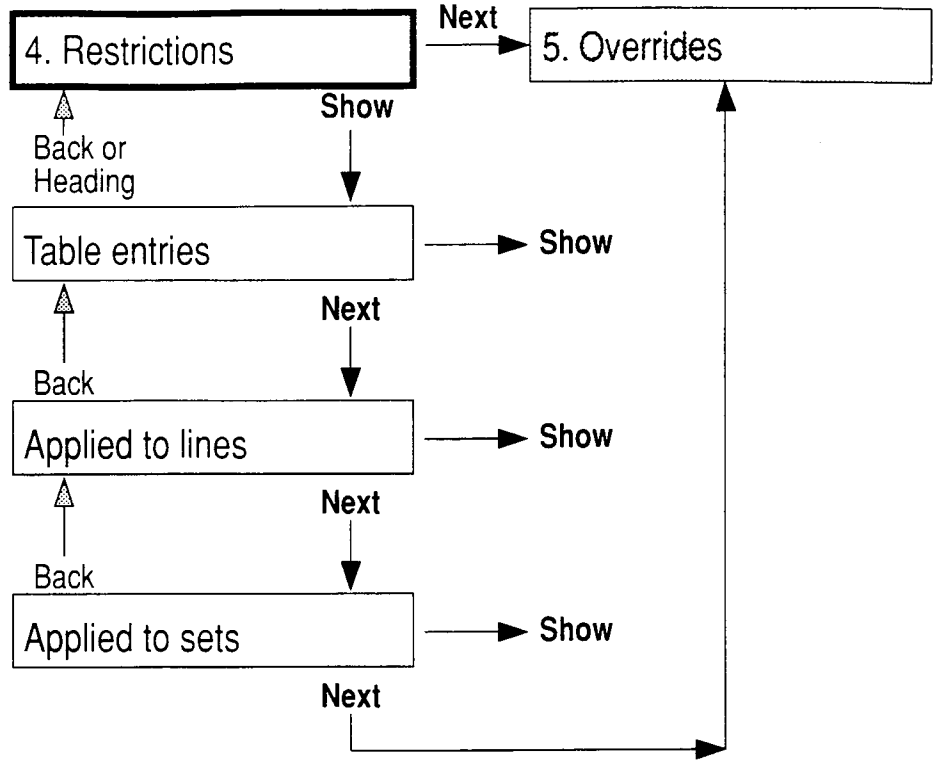 4. Restrictions
Next
5. Overrides
Show
Back or
Heading
Table entries
Show
Next
Back
Applied to lines
Show
Next
Back
Applied to sets
Show
Next